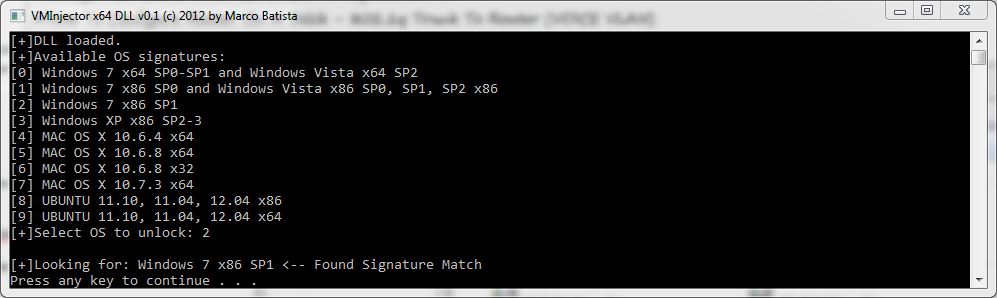 VMInjector x64 DLL v0.1 (c) 2012 by Marco Batista
[+]DLL loaded.
[+]Available OS signatures:
[0] Windows 7 x64 SP0-SP1 and Windows Vista x64 SP2
[1] Windows 7 x86 SP0 and Windows Vista x86 SP0, SP1, SP2 x86
[2] Windows 7 x86 SP1
[3] Windows XP x86 SP2-3
[4] MAC OS X 10.6.4 x64
[5] MAC OS X 10.6.8 x64
[6] MAC OS X 10.6.8 x32
[7] MAC OS X 10.7.3 x64
[8] UBUNTU 11.10, 11.04, 12.04 x86
[9] UBUNTU 11.10, 11.04, 12.04 x64
[+]Select OS to unlock: 2
[+]Looking for: Windows 7 x86 SP1 <-- Found Signature Match
Press any key to continue . . .